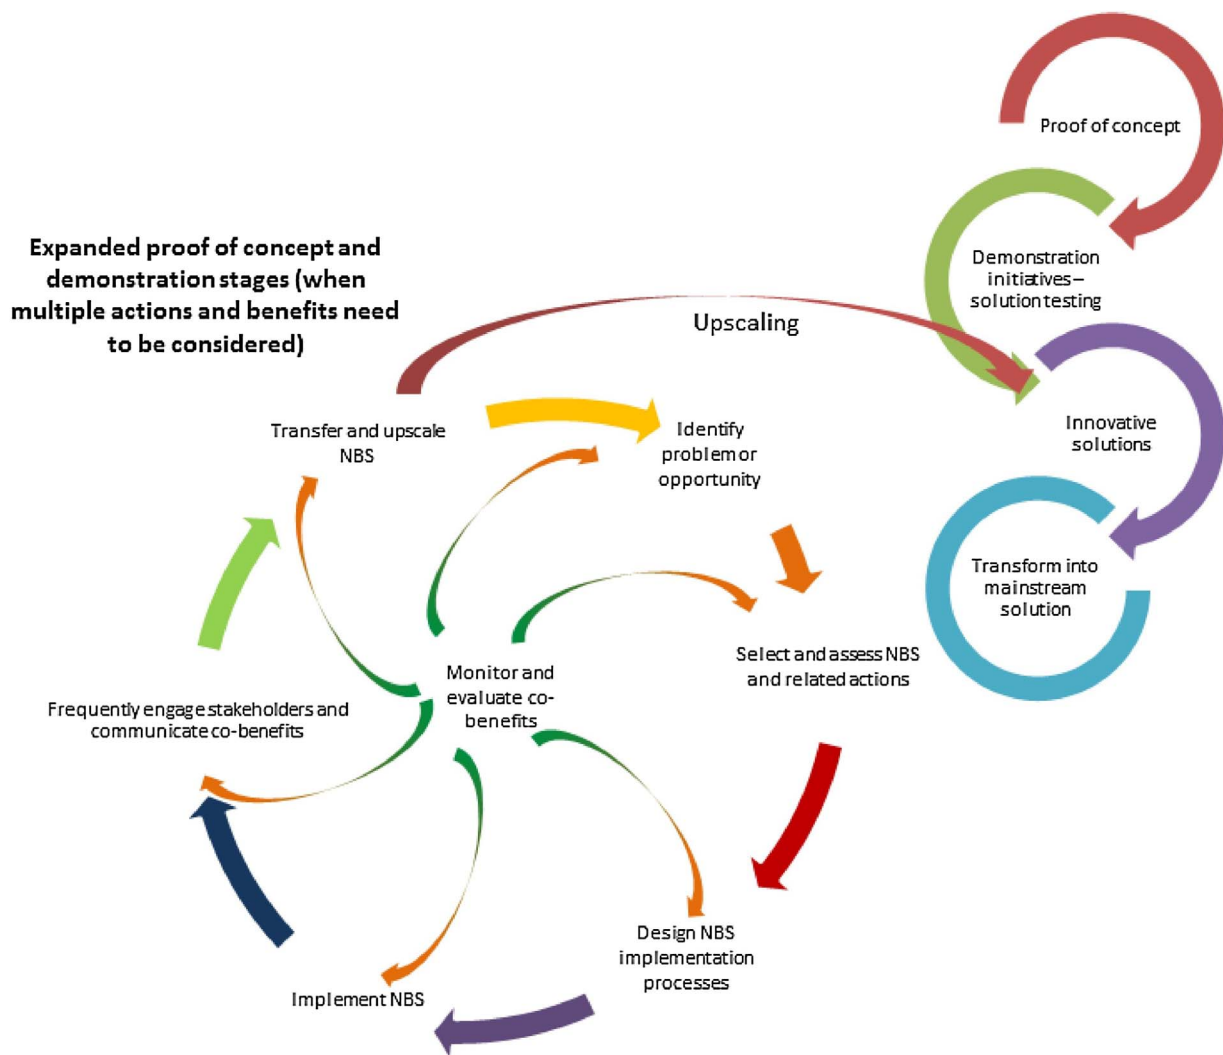 Proof of concept
Expanded proof of concept and
demonstration stages (when
multiple actions and benefits need
to be considered)
Demonstration
initiatives–
solution testing
Upscaling
Innovative
solutions
Transfer and upscale
NBS
Identify
problem or
opportunity
Transform into
mainstream
solution
Select and assess NBS
and related actions
Monitor and
evaluate co-
benefits
Frequently engage stakeholders and
communicate co-benefits
Design NBS
implementation
processes
Implement NBS